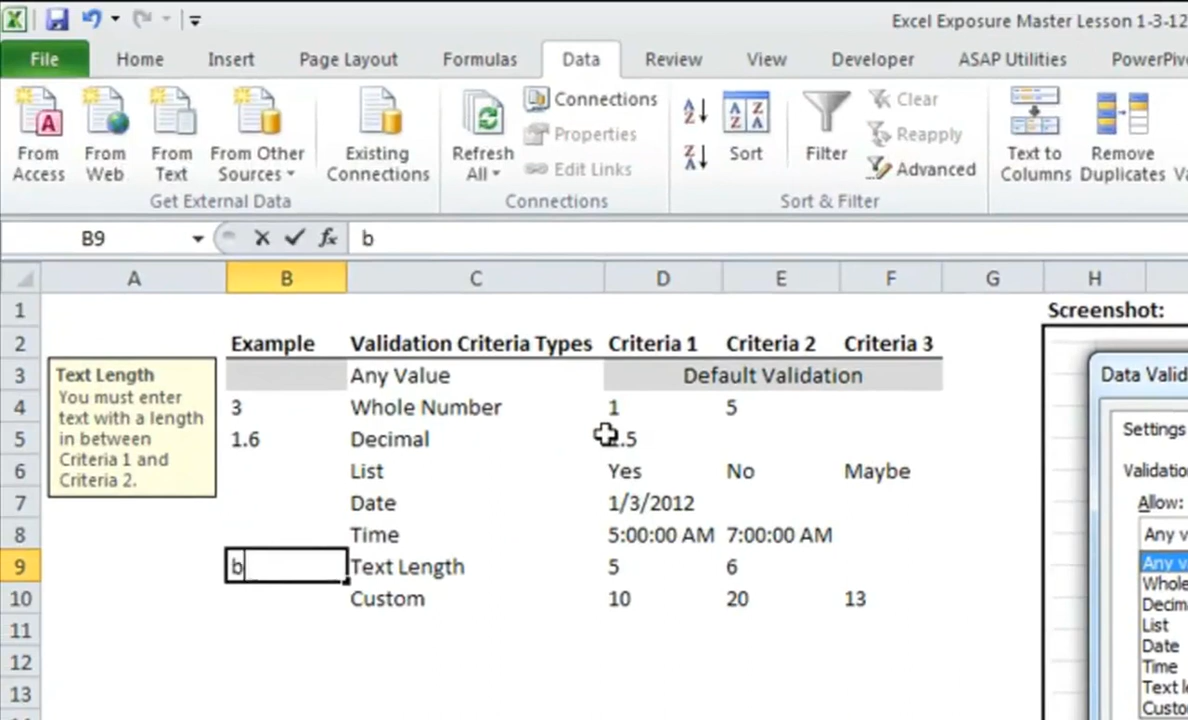 Excel Exposure Master Lesson 1-3-12
File Home Insert Page Layout Formulas Data Review View Developer ASAP Utilities
From Access
From Web
From Text
From Other Sources
Existing Connections
Get External Data
Refresh All
Connections
Properties
Edit Links
Connections
A Z
Z A
A Z Z A
Sort
Filter
Clear
Reapply
Advanced
Sort & Filter
Text to Columns
Remove Duplicates
B9 fx b
A B C D E F G H
1 Screenshot:
2 Example Validation Criteria Types Criteria 1 Criteria 2 Criteria 3
3 Any Value Default Validation
4 3 Whole Number 1 5
5 1.6 Decimal .5
6 List Yes No Maybe
7 Date 1/3/2012
8 Time 5:00:00 AM 7:00:00 AM
9 b Text Length 5 6
10 Custom 10 20 13
11
12
13
Text Length
You must enter
text with a length
in between
Criteria 1 and
Criteria 2.
Data Valid
Settings
Validatio
Allow:
Any v
Any v
Whole
Decim
List
Date
Time
Text le
Custo